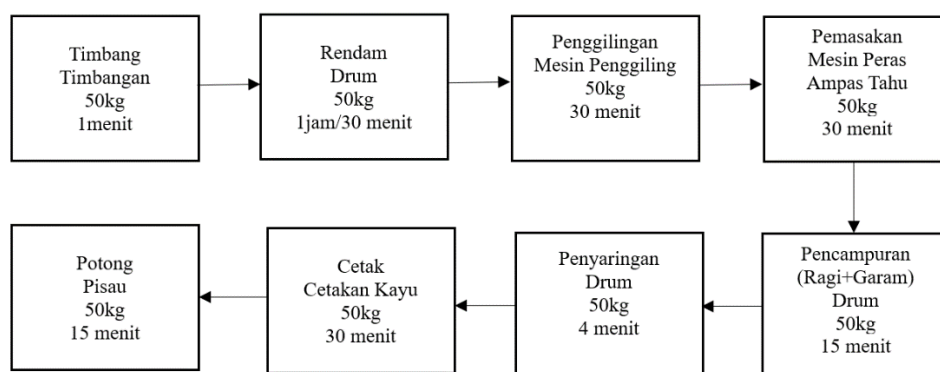 Timbang
Timbangan
50kg
1menit
Rendam
Drum
50kg
1jam/30 menit
Penggilingan
Mesin Penggiling
50kg
30 menit
Pemasakan
Mesin Peras
Ampas Tahu
50kg
30 menit
Pencampuran
(Ragi+Garam)
Drum
50kg
15 menit
Penyaringan
Drum
50kg
4 menit
Cetak
Cetakan Kayu
50kg
30 menit
Potong
Pisau
50kg
15 menit